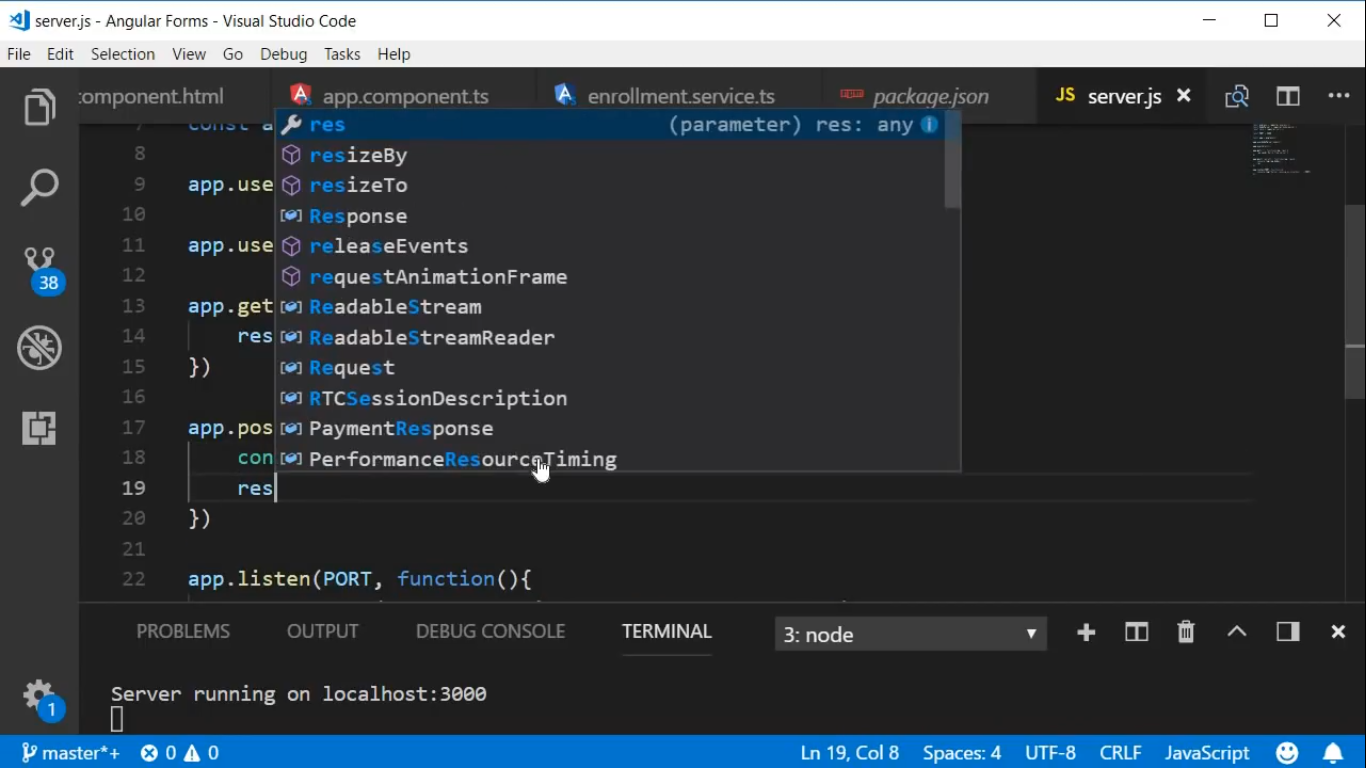 server.js - Angular Forms - Visual Studio Code
File Edit Selection View Go Debug Tasks Help
component.html app.component.ts enrollment.service.ts package.json JS server.js
7 const a
8
9 app.use
10
11 app.use
12
13 app.get
14 res
15 })
16
17 app.pos
18 con
19 res
20 })
21
22 app.listen(PORT, function(){
res (parameter) res: any
resizeBy
resizeTo
Response
releaseEvents
requestAnimationFrame
ReadableStream
ReadableStreamReader
Request
RTCSessionDescription
PaymentResponse
PerformanceResourceTiming
38
1
PROBLEMS OUTPUT DEBUG CONSOLE TERMINAL 3: node
Server running on localhost:3000
master*+ 0 0 Ln 19, Col 8 Spaces: 4 UTF-8 CRLF JavaScript